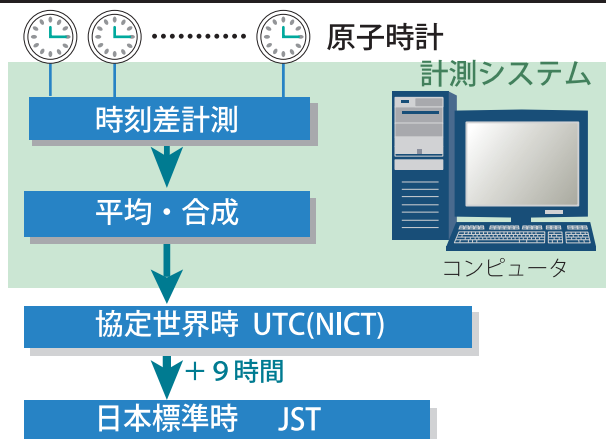 原子時計
計測システム
時刻差計測
平均・合成
コンピュータ
協定世界時 UTC(NICT)
＋９時間
日本標準時 JST